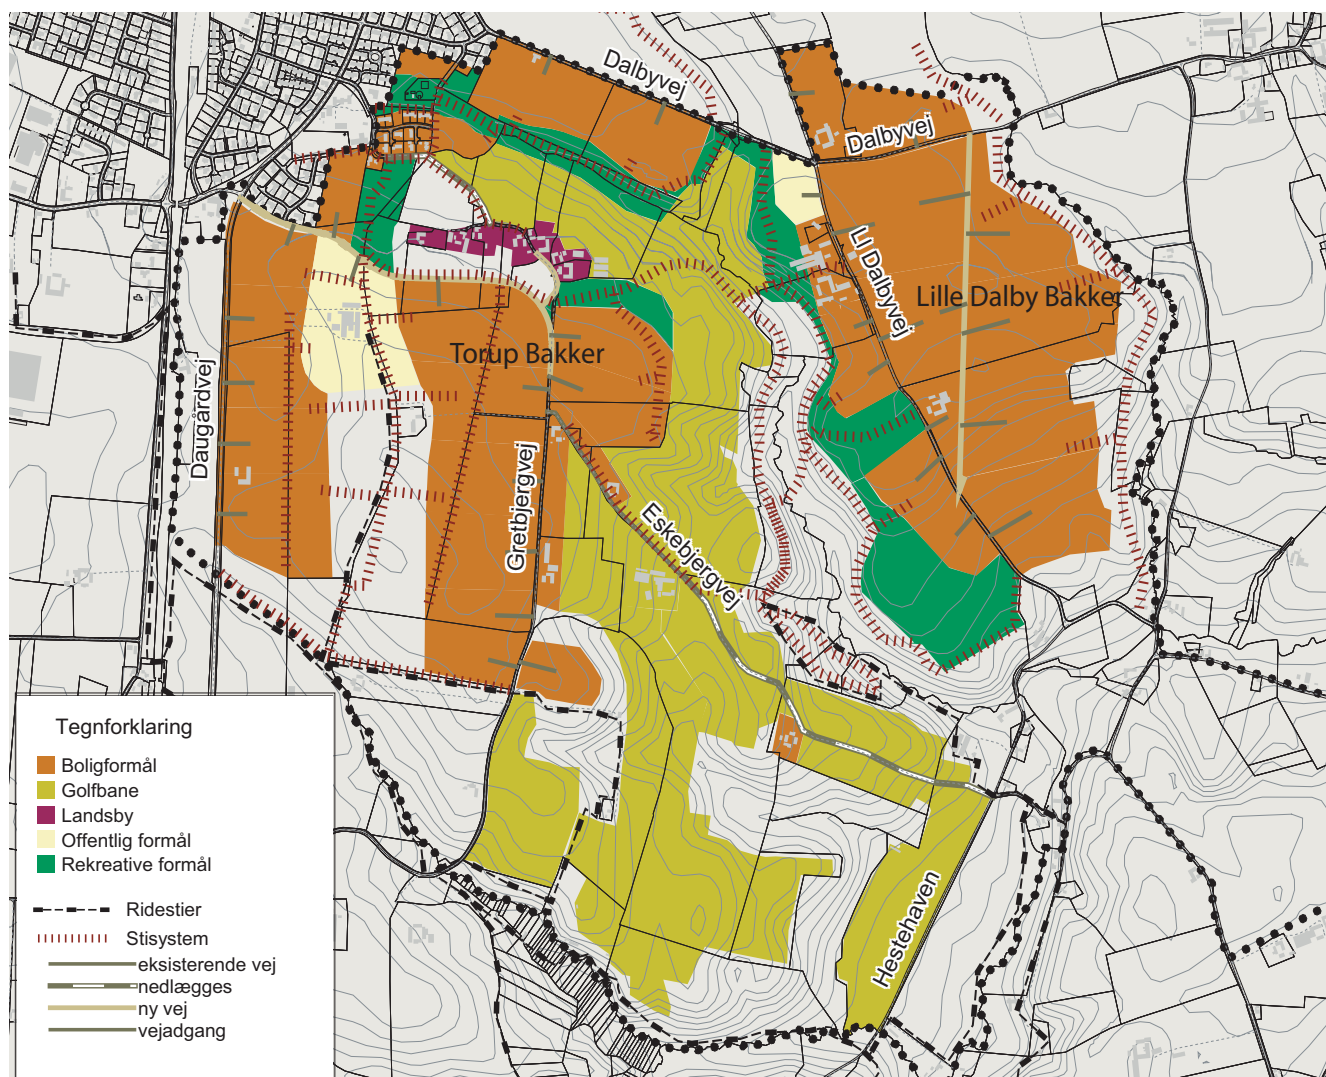 Dalbyvej
Dalbyvej
Ll Dalbyvej
Lille Dalby Bakker
Torup Bakker
Daugårdvej
Gretbjergvej
Eskebjergvej
Hestehaven
Tegnforklaring
Boligformål
Golfbane
Landsby
Offentlig formål
Rekreative formål
Ridestier
Stisystem
eksisterende vej
nedlægges
ny vej
vejadgang